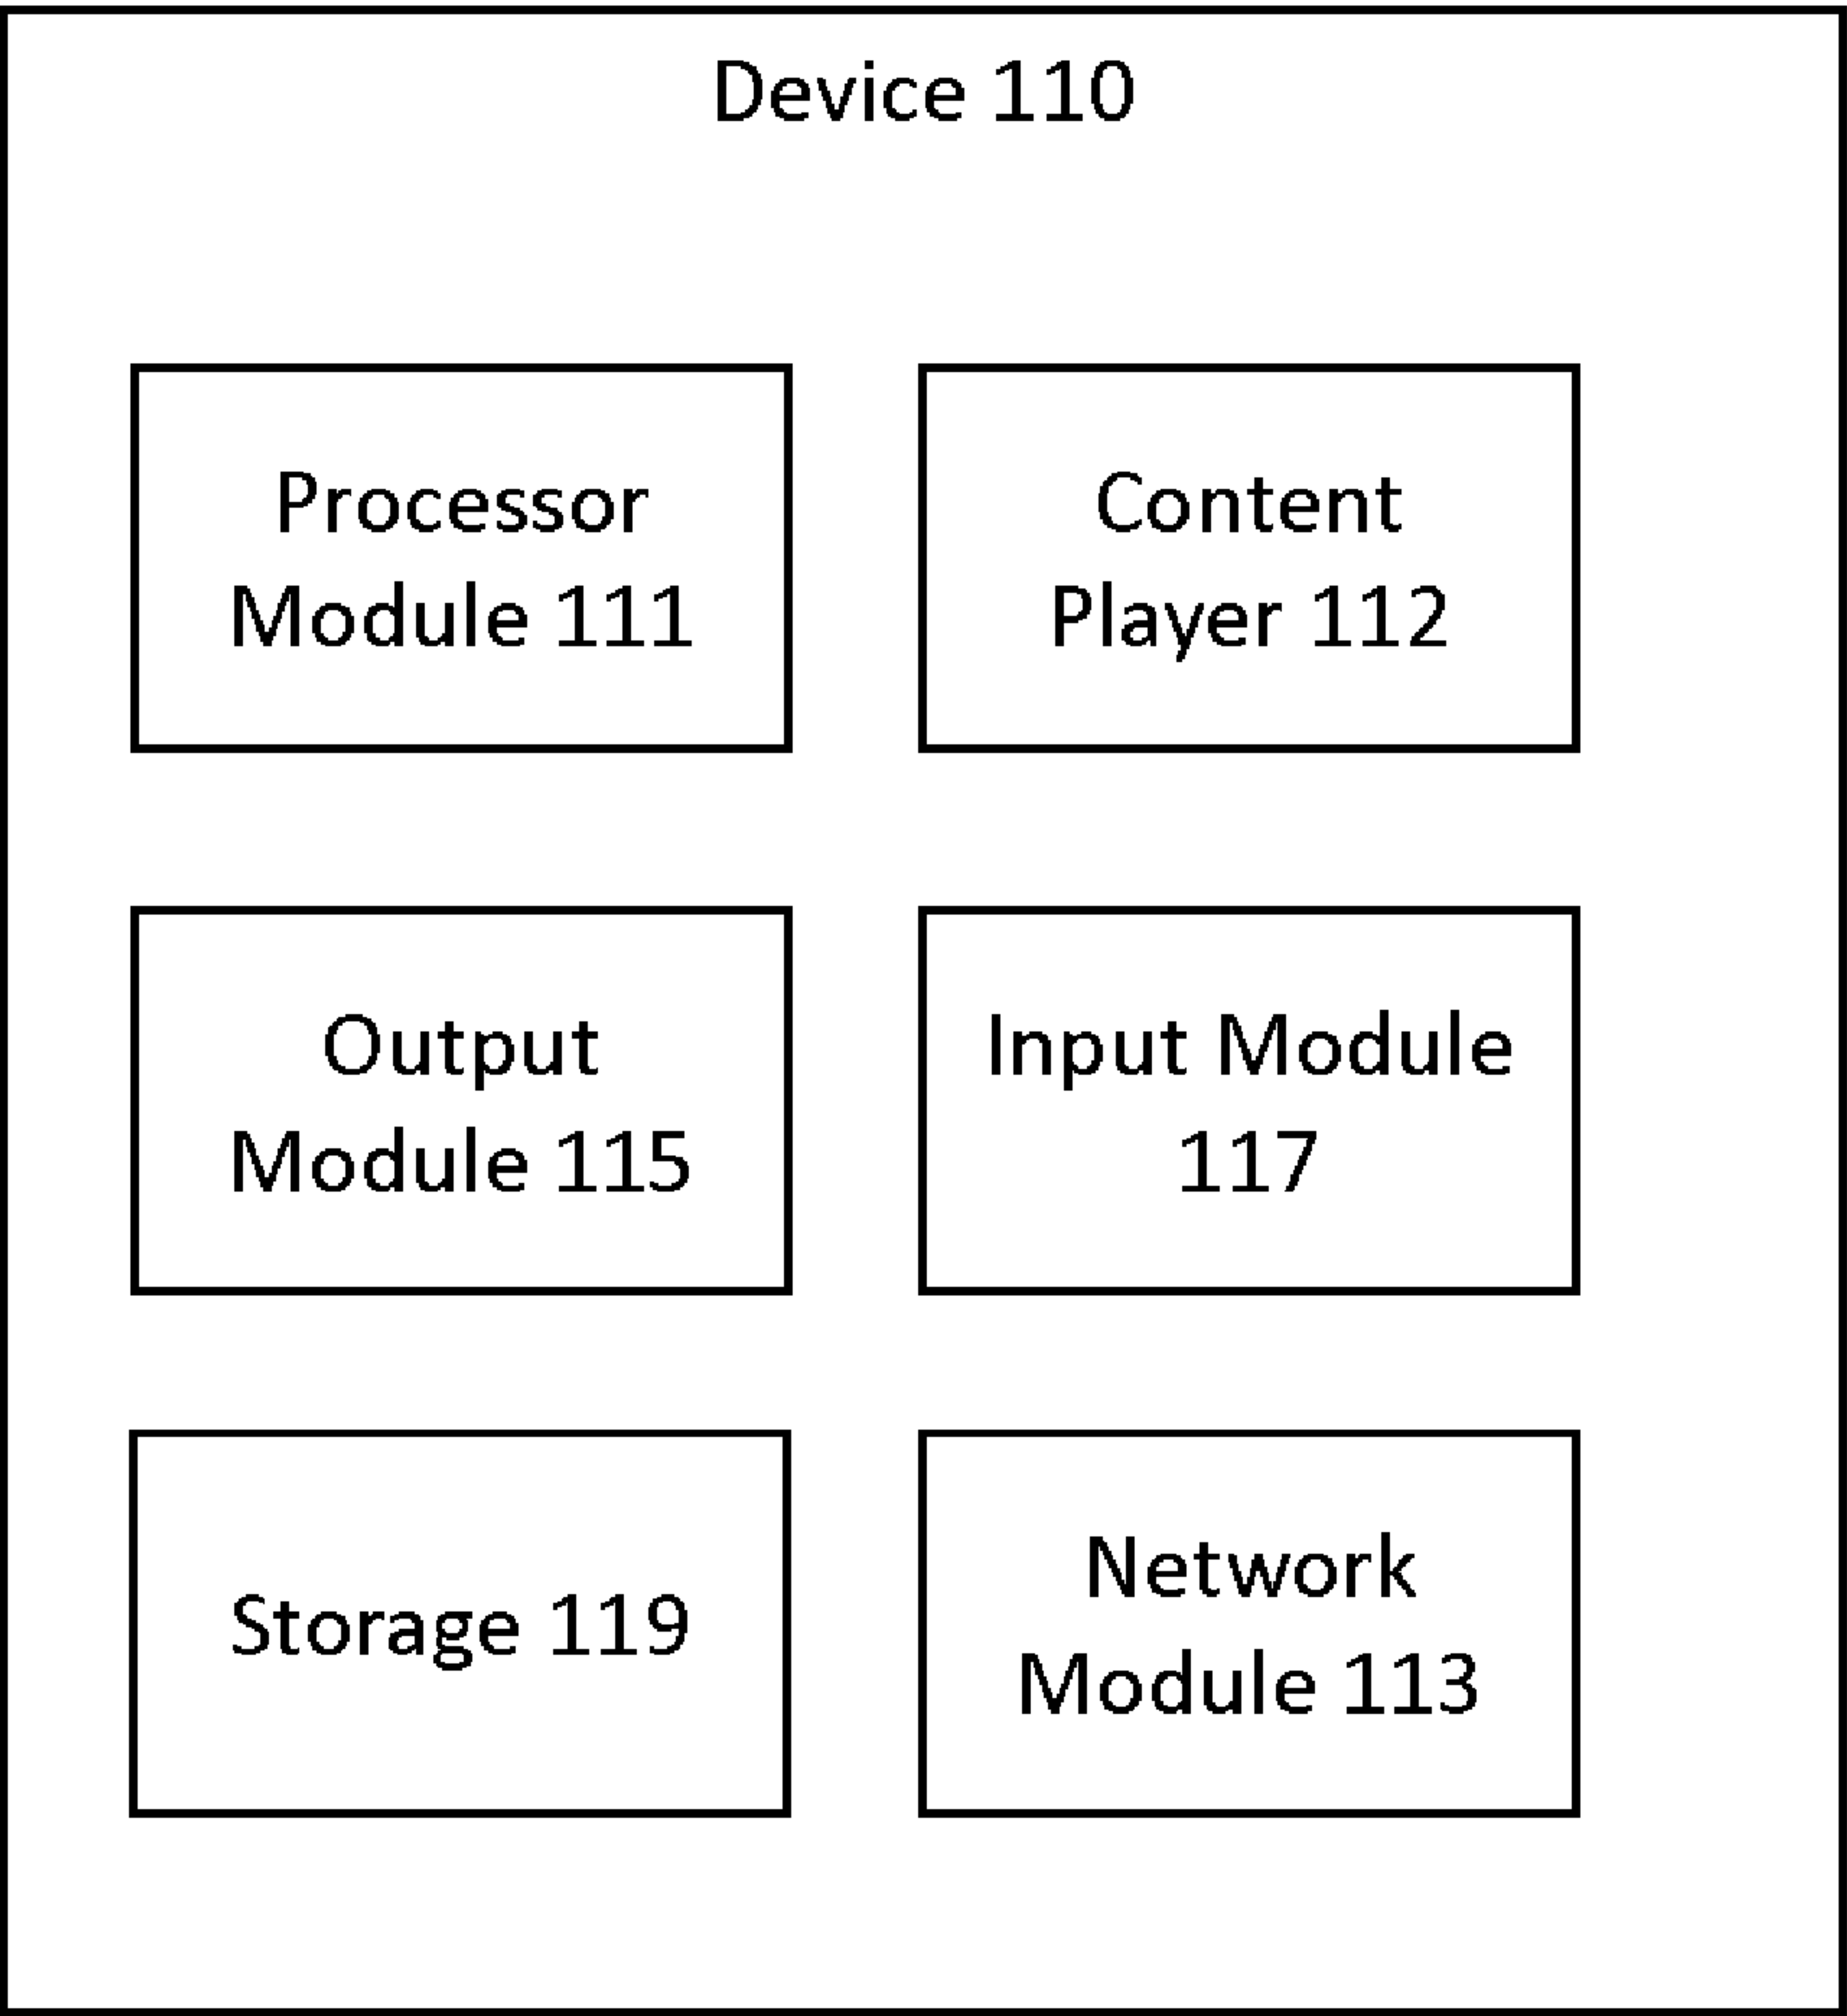 Device 110
Processor
Module 111
Content
Player 112
Output
Module 115
Input Module
117
Storage 119
Network
Module 113